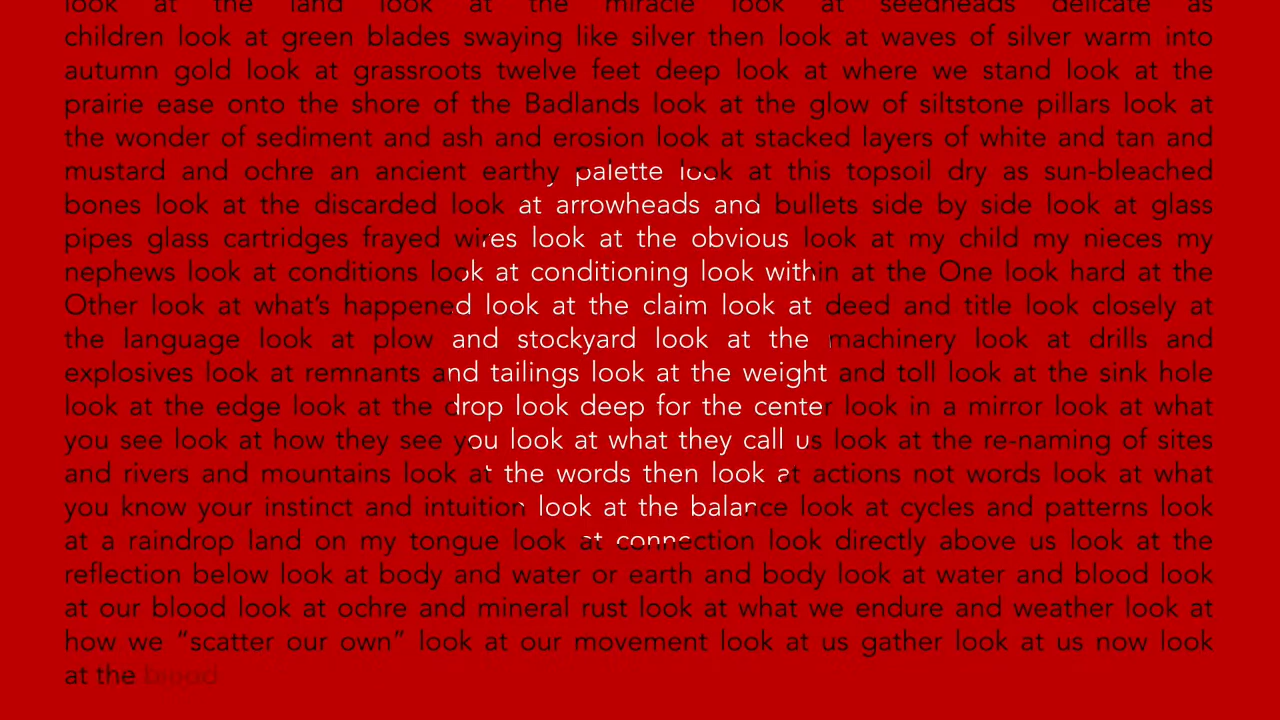 look at the land look at the miracle look at seedheads delicate as
children look at green blades swaying like silver then look at waves of silver warm into
autumn gold look at grassroots twelve feet deep look at where we stand look at the
prairie ease onto the shore of the Badlands look at the glow of siltstone pillars look at
the wonder of sediment and ash and erosion look at stacked layers of white and tan and
mustard and ochre an ancient earthy palette look at this topsoil dry as sun-bleached
bones look at the discarded look at arrowheads and bullets side by side look at glass
pipes glass cartridges frayed wires look at the obvious look at my child my nieces my
nephews look at conditions look at conditioning look within at the One look hard at the
Other look at what’s happened look at the claim look at deed and title look closely at
the language look at plow and stockyard look at the machinery look at drills and
explosives look at remnants and tailings look at the weight and toll look at the sink hole
look at the edge look at the drop look deep for the center look in a mirror look at what
you see look at how they see you look at what they call us look at the re-naming of sites
and rivers and mountains look at the words then look at actions not words look at what
you know your instinct and intuition look at the balance look at cycles and patterns look
at a raindrop land on my tongue look at connection look directly above us look at the
reflection below look at body and water or earth and body look at water and blood look
at our blood look at ochre and mineral rust look at what we endure and weather look at
how we “scatter our own” look at our movement look at us gather look at us now look
at the blood